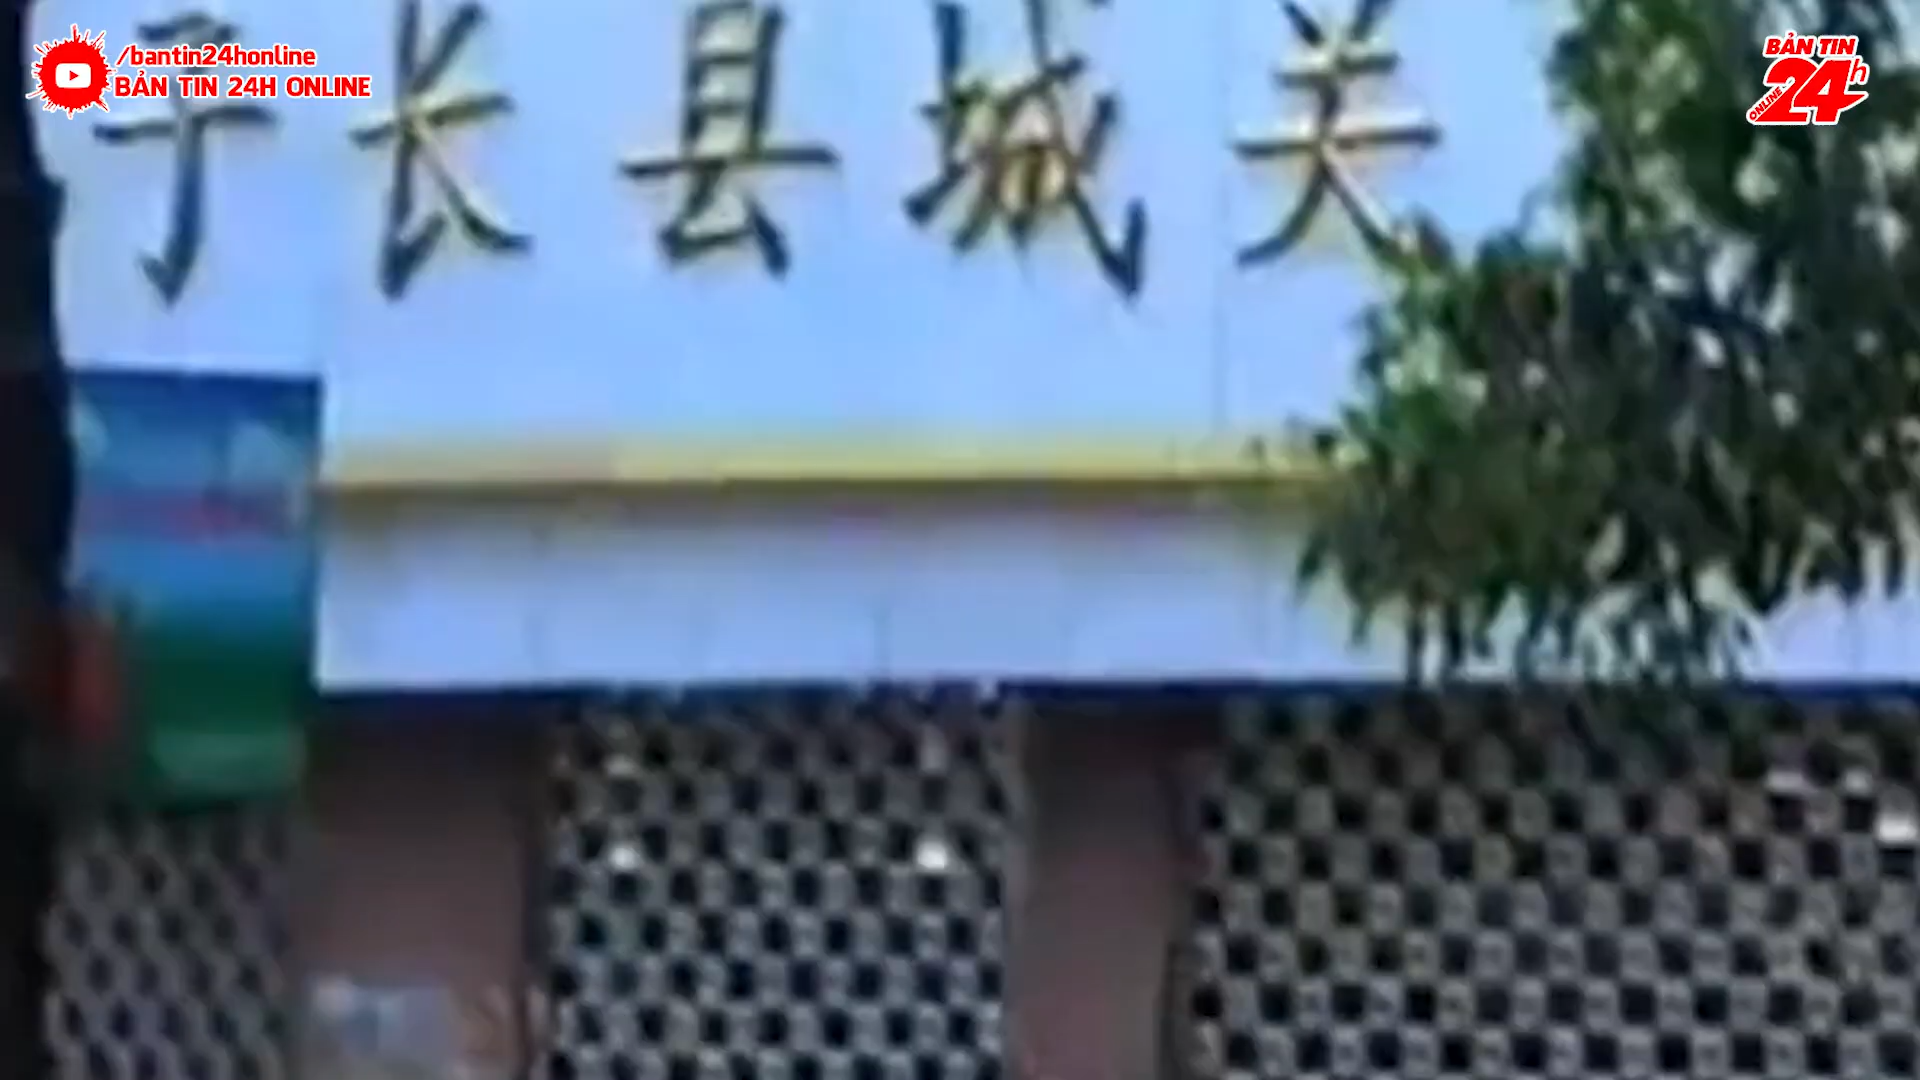 /bantin24honline
BẢN TIN 24H ONLINE
BẢN TIN
24h
ONLINE
子长县城关